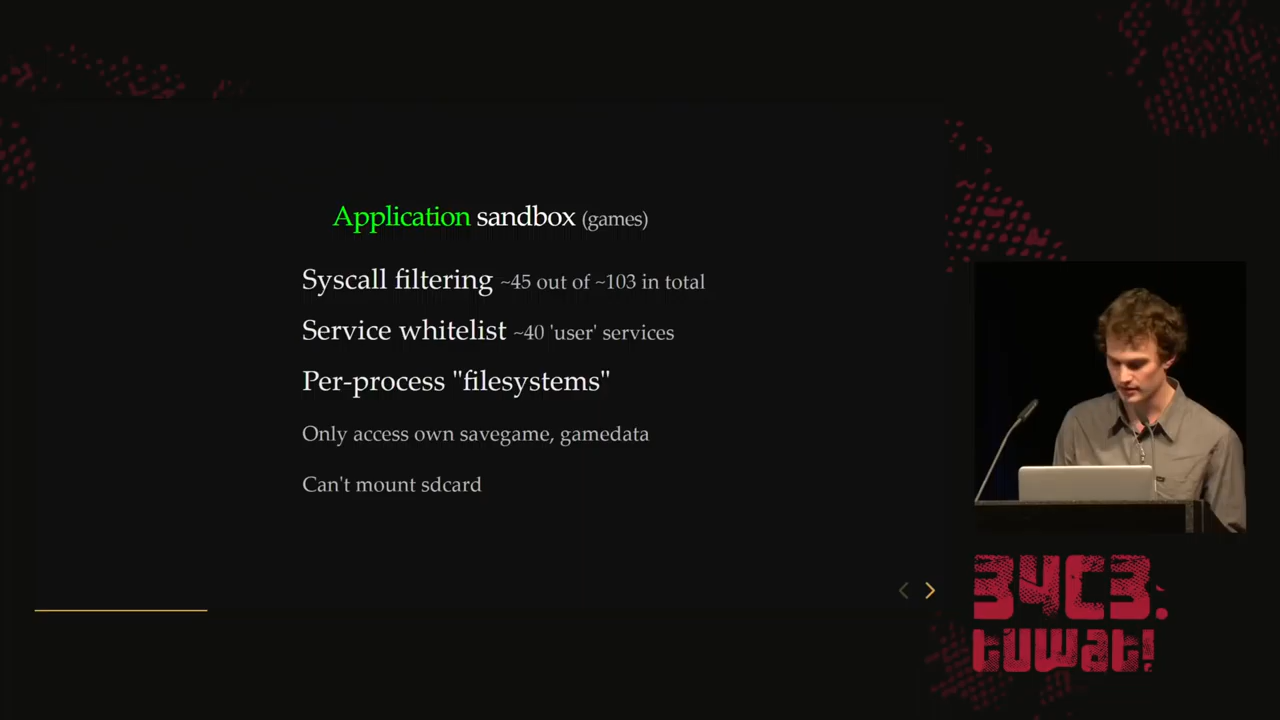 Application sandbox (games)
Syscall filtering ~45 out of ~103 in total
Service whitelist ~40 'user' services
Per-process "filesystems"
Only access own savegame, gamedata
Can't mount sdcard
34C3.
tuwat!